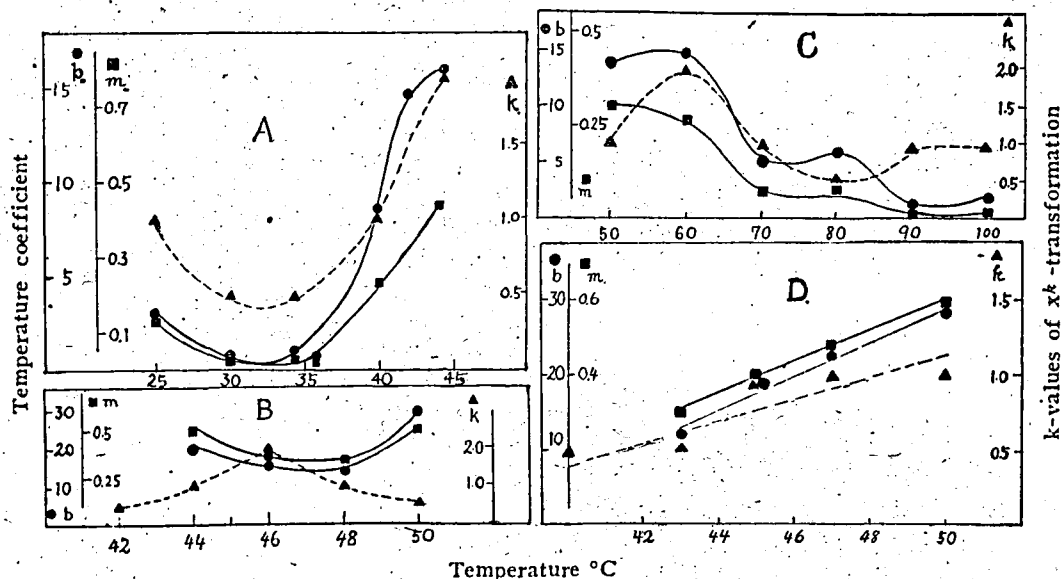 Temperature coefficient
A
b
m
k
15
10
5
0.7
0.5
0.3
0.1
1.5
1.0
0.5
25 30 35 40 45
B
b
m
k
30
20
10
0.5
0.25
2.0
1.0
42 44 46 48 50
C
b
m
k
15
10
5
0.5
0.25
2.0
1.5
1.0
0.5
50 60 70 80 90 100
D
b
m
k
30
20
10
0.6
0.4
1.5
1.0
0.5
44 46 48 50
42
Temperature °C
k-values of xᵏ-transformation